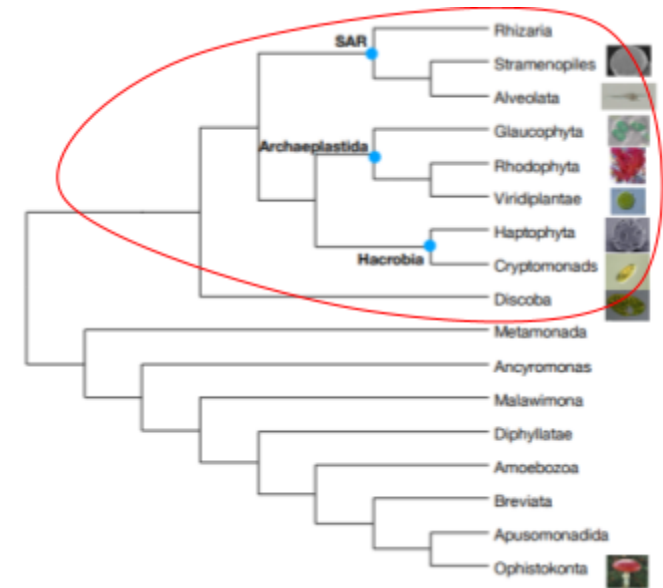 SAR
Rhizaria
Stramenopiles
Alveolata
Archaeplastida
Glaucophyta
Rhodophyta
Viridiplantae
Hacrobia
Haptophyta
Cryptomonads
Discoba
Metamonada
Ancyromonas
Malawimona
Diphyllatae
Amoebozoa
Breviata
Apusomonadida
Ophistokonta